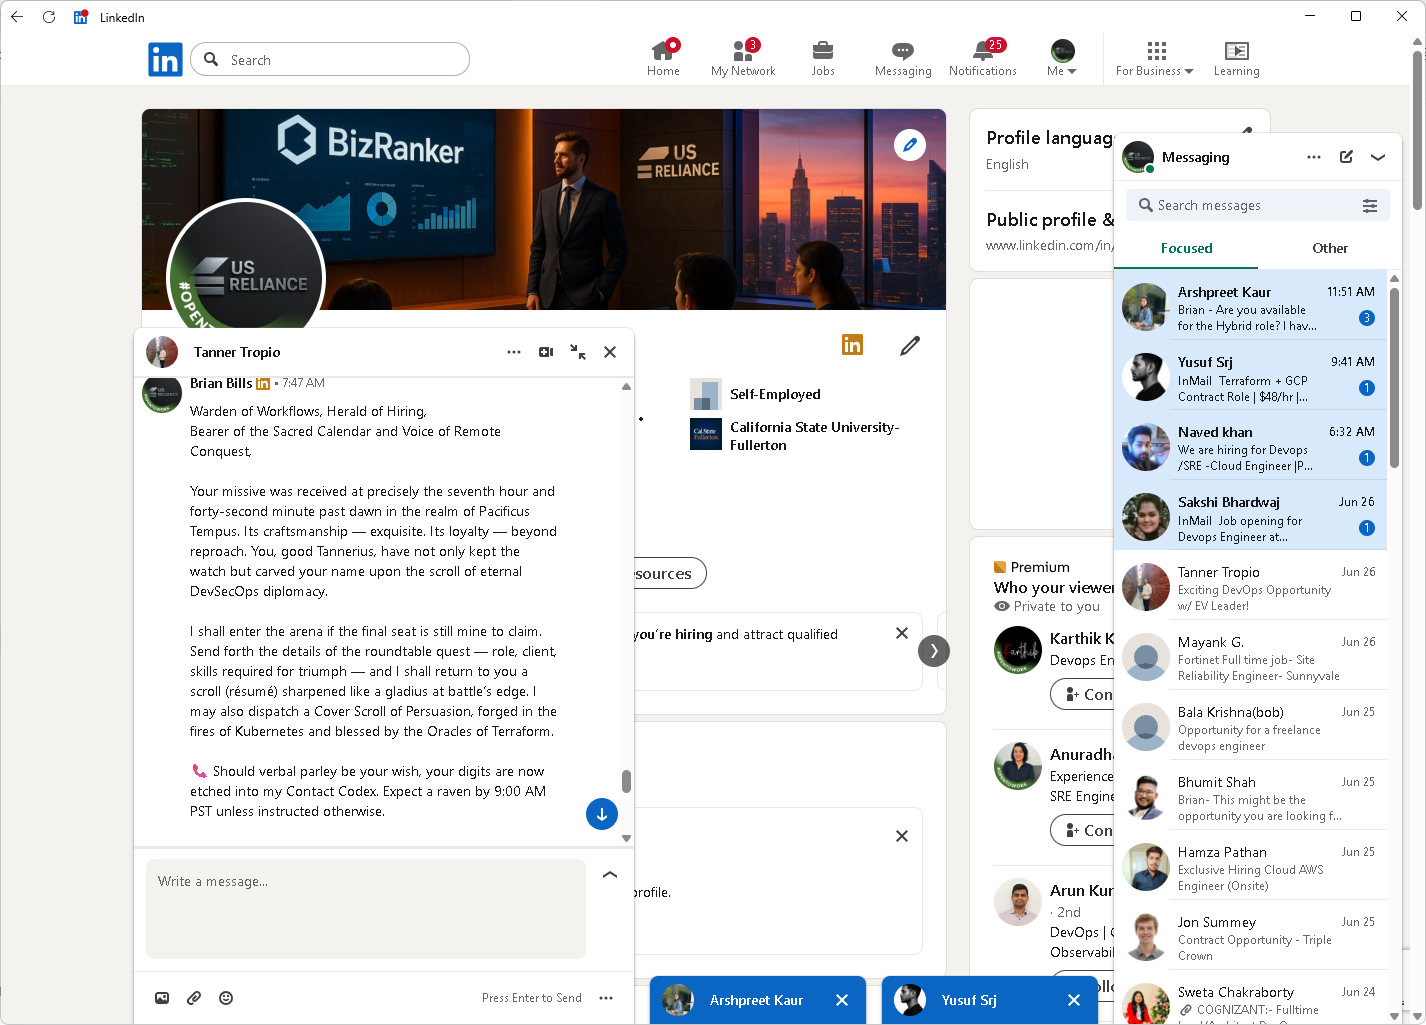 LinkedIn
in
Search
Home
3
My Network
Jobs
Messaging
25
Notifications
Me
For Business
Learning
BizRanker
US
RELIANCE
US
RELIANCE
#OPENT
Profile languag
English
Public profile &
www.linkedin.com/in/
in
Self-Employed
California State University-
Fullerton
Cal State
Fullerton
esources
you're hiring and attract qualified
rofile.
Premium
Who your viewer
Private to you
Karthik K
Devops En
Con
Anuradha
Experience
SRE Engine
Con
Arun Kur
· 2nd
DevOps | C
Observabil
Tanner Tropio
Brian Bills in • 7:47 AM
Warden of Workflows, Herald of Hiring,
Bearer of the Sacred Calendar and Voice of Remote
Conquest,
Your missive was received at precisely the seventh hour and
forty-second minute past dawn in the realm of Pacificus
Tempus. Its craftsmanship — exquisite. Its loyalty — beyond
reproach. You, good Tannerius, have not only kept the
watch but carved your name upon the scroll of eternal
DevSecOps diplomacy.
I shall enter the arena if the final seat is still mine to claim.
Send forth the details of the roundtable quest — role, client,
skills required for triumph — and I shall return to you a
scroll (résumé) sharpened like a gladius at battle's edge. I
may also dispatch a Cover Scroll of Persuasion, forged in the
fires of Kubernetes and blessed by the Oracles of Terraform.
📞 Should verbal parley be your wish, your digits are now
etched into my Contact Codex. Expect a raven by 9:00 AM
PST unless instructed otherwise.
Write a message...
Press Enter to Send
Arshpreet Kaur
Yusuf Srj
Messaging
Search messages
Focused
Other
Arshpreet Kaur 11:51 AM
Brian - Are you available
for the Hybrid role? I hav...
3
Yusuf Srj 9:41 AM
InMail Terraform + GCP
Contract Role | $48/hr |...
1
Naved khan 6:32 AM
We are hiring for Devops
/SRE -Cloud Engineer |P...
1
Sakshi Bhardwaj Jun 26
InMail Job opening for
Devops Engineer at...
1
Tanner Tropio Jun 26
Exciting DevOps Opportunity
w/ EV Leader!
Mayank G. Jun 26
Fortinet Full time job- Site
Reliability Engineer- Sunnyvale
Bala Krishna(bob) Jun 25
Opportunity for a freelance
devops engineer
Bhumit Shah Jun 25
Brian- This might be the
opportunity you are looking f...
Hamza Pathan Jun 25
Exclusive Hiring Cloud AWS
Engineer (Onsite)
Jon Summey Jun 25
Contract Opportunity - Triple
Crown
Sweta Chakraborty Jun 24
COGNIZANT:- Fulltime